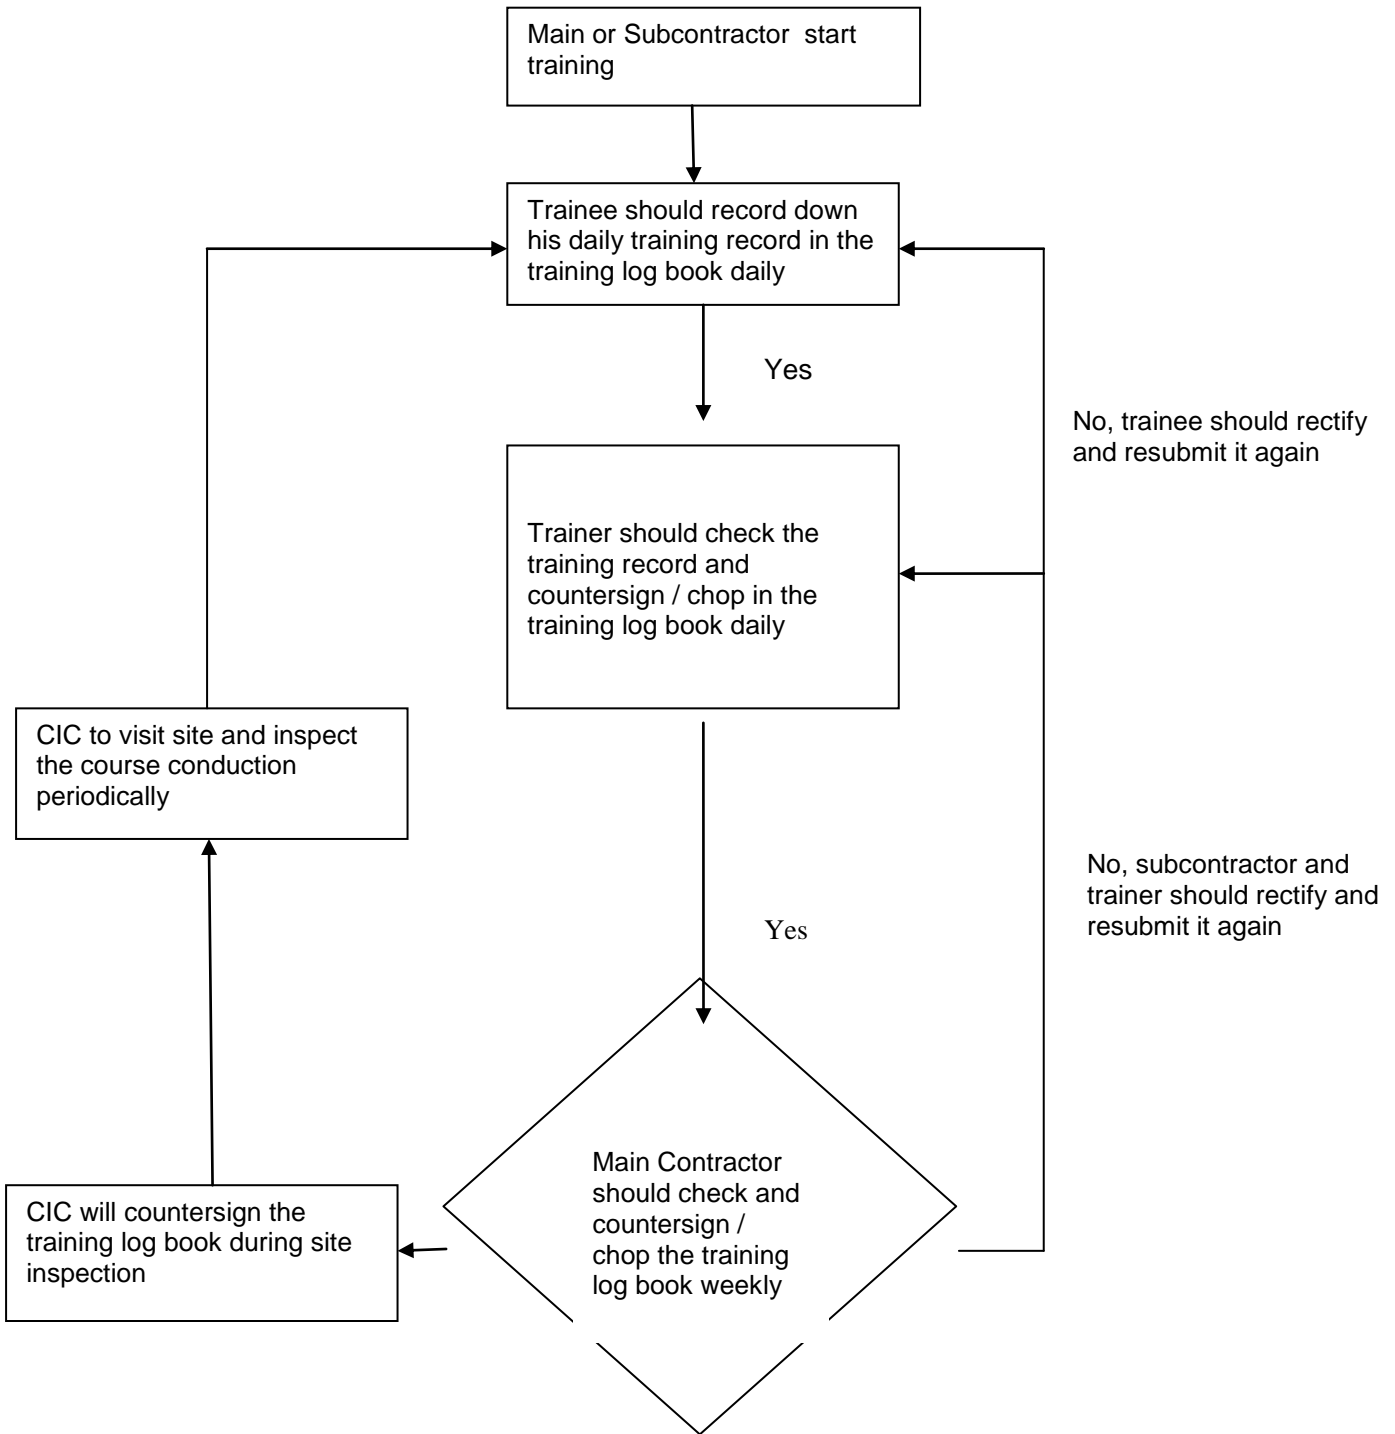 Main or Subcontractor  start
training
Trainee should record down
his daily training record in the
training log book daily
Yes
No, trainee should rectify
and resubmit it again
Trainer should check the
training record and
countersign / chop in the
training log book daily
CIC to visit site and inspect
the course conduction
periodically
No, subcontractor and
trainer should rectify and
resubmit it again
Yes
Main Contractor
should check and
countersign /
chop the training
log book weekly
CIC will countersign the
training log book during site
inspection